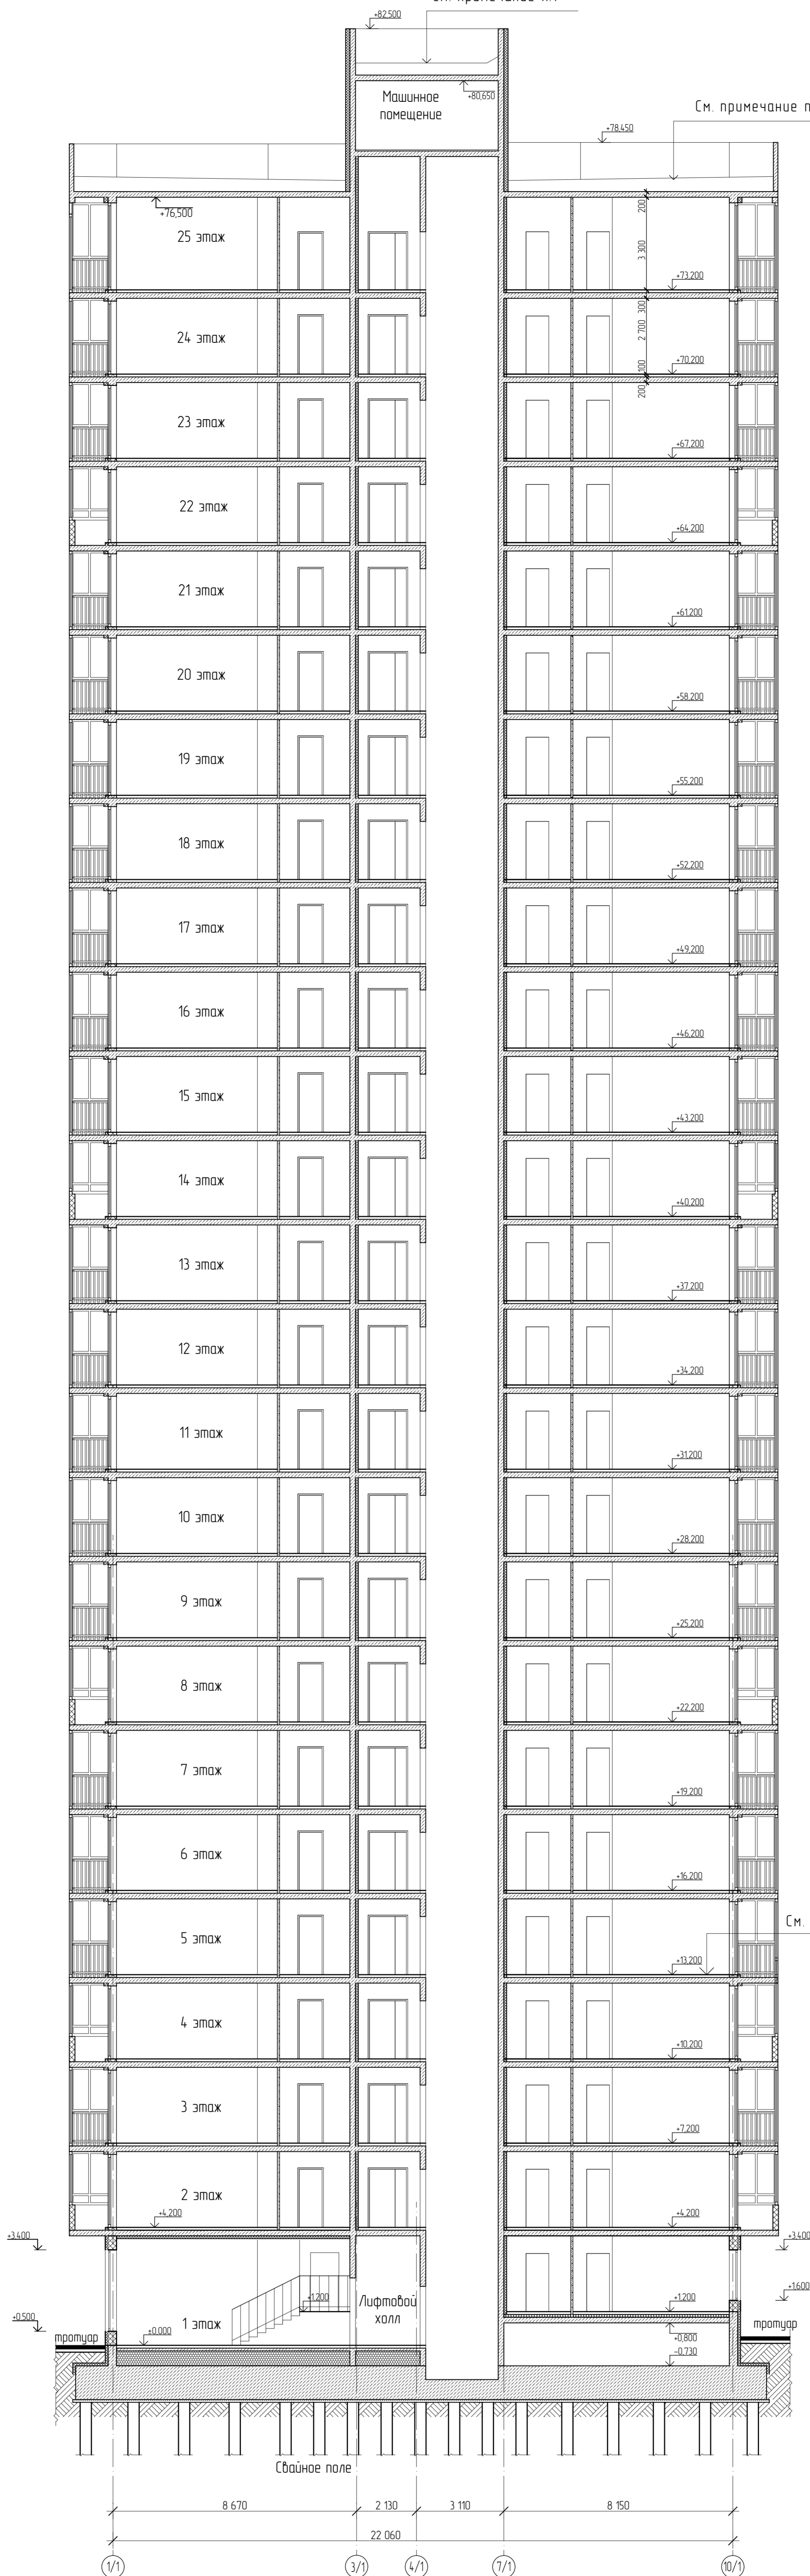 +82,500
Машинное
помещение
+80,650
См. примечание п
+78.450
+76,500
25 этаж
200
3 300
+73.200
300
24 этаж
2 700
+70.200
100
200
23 этаж
+67.200
22 этаж
+64.200
21 этаж
+61.200
20 этаж
+58.200
19 этаж
+55.200
18 этаж
+52.200
17 этаж
+49.200
16 этаж
+46.200
15 этаж
+43.200
14 этаж
+40.200
13 этаж
+37.200
12 этаж
+34.200
11 этаж
+31.200
10 этаж
+28.200
9 этаж
+25.200
8 этаж
+22.200
7 этаж
+19.200
6 этаж
+16.200
5 этаж
См.
+13.200
4 этаж
+10.200
3 этаж
+7.200
2 этаж
+4.200
+4.200
+3.400
+3.400
+1.600
+1.200
Лифтовой
холл
+1.200
+0.500
1 этаж
тротуар
+0.000
тротуар
+0,800
-0.730
Свайное поле
8 670
2 130
3 110
8 150
22 060
1/1
3/1
4/1
7/1
10/1